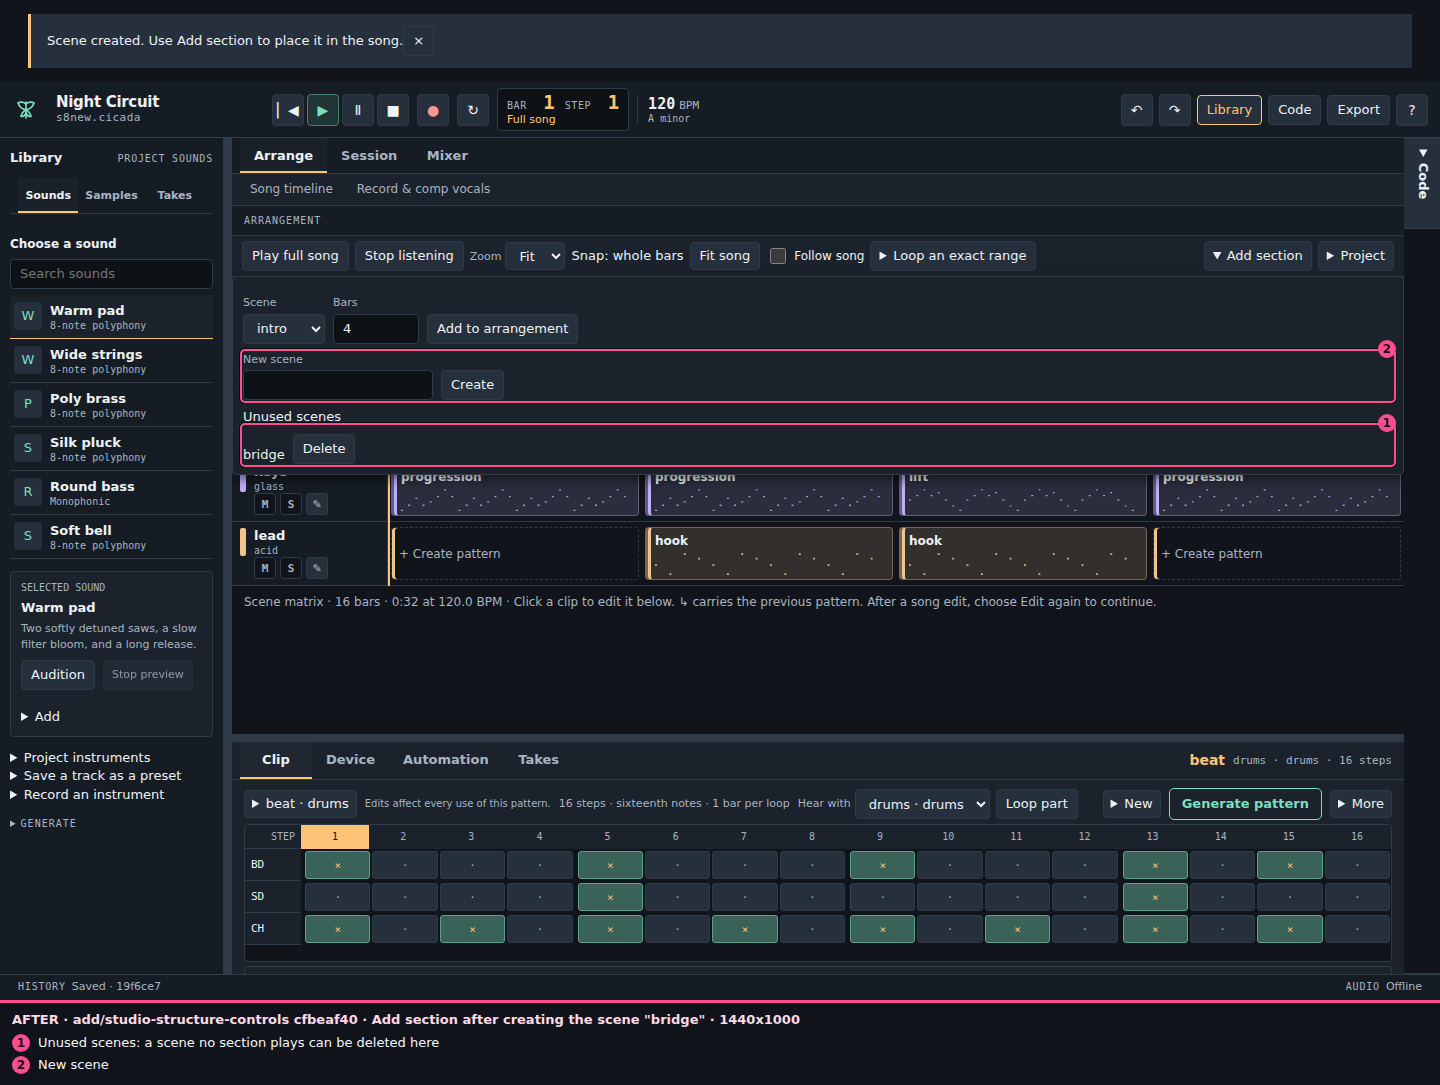 Scene created. Use Add section to place it in the song. ×
Night Circuit
s8new.cicada
BAR 1 STEP 1
Full song
120 BPM
A minor
Library
Code
Export
?
Library
PROJECT SOUNDS
Sounds
Samples
Takes
Choose a sound
Search sounds
W
Warm pad
8-note polyphony
W
Wide strings
8-note polyphony
P
Poly brass
8-note polyphony
S
Silk pluck
8-note polyphony
R
Round bass
Monophonic
S
Soft bell
8-note polyphony
SELECTED SOUND
Warm pad
Two softly detuned saws, a slow
filter bloom, and a long release.
Audition
Stop preview
Add
Project instruments
Save a track as a preset
Record an instrument
GENERATE
Arrange
Session
Mixer
Song timeline
Record & comp vocals
ARRANGEMENT
Play full song
Stop listening
Zoom
Fit
Snap: whole bars
Fit song
Follow song
Loop an exact range
Add section
Project
Code
Scene
Bars
intro
4
Add to arrangement
New scene
2
Create
Unused scenes
1
bridge
Delete
progression
progression
lift
progression
glass
M
S
✎
lead
acid
M
S
✎
+ Create pattern
hook
hook
+ Create pattern
Scene matrix · 16 bars · 0:32 at 120.0 BPM · Click a clip to edit it below. ↳ carries the previous pattern. After a song edit, choose Edit again to continue.
Clip
Device
Automation
Takes
beat drums · drums · 16 steps
beat · drums
Edits affect every use of this pattern.
16 steps · sixteenth notes · 1 bar per loop
Hear with
drums · drums
Loop part
New
Generate pattern
More
STEP 1 2 3 4 5 6 7 8 9 10 11 12 13 14 15 16
BD × · · · × · · · × · · · × · × ·
SD · · · · × · · · · · · · × · · ·
CH × · × · × · × · × · × · × · × ·
HISTORY Saved · 19f6ce7
AUDIO Offline
AFTER · add/studio-structure-controls cfbeaf40 · Add section after creating the scene "bridge" · 1440x1000
1 Unused scenes: a scene no section plays can be deleted here
2 New scene